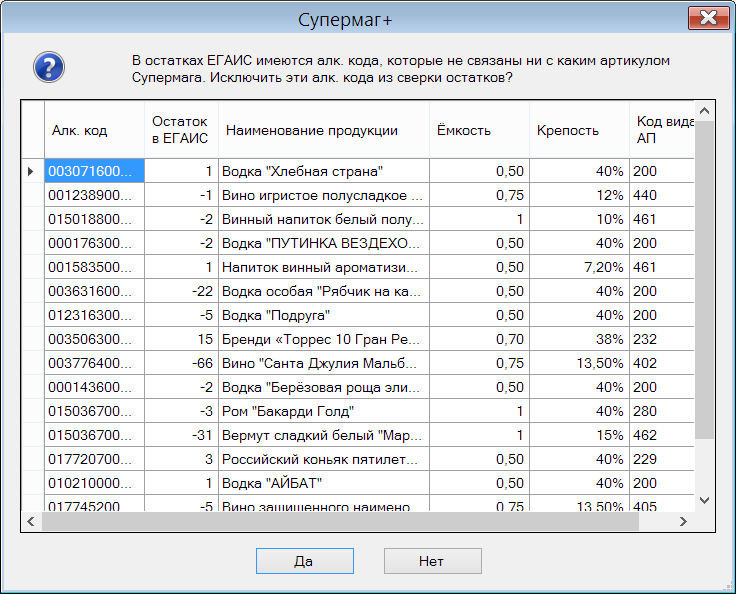 Супермаг+
В остатках ЕГАИС имеются алк. кода, которые не связаны ни с каким артикулом
Супермага. Исключить эти алк. кода из сверки остатков?
Алк. код Остаток в ЕГАИС Наименование продукции Ёмкость Крепость Код вида АП
003071600... 1 Водка "Хлебная страна" 0,50 40% 200
001238900... -1 Вино игристое полусладкое ... 0,75 12% 440
015018800... -2 Винный напиток белый полу... 1 10% 461
000176300... -2 Водка "ПУТИНКА ВЕЗДЕХО... 0,50 40% 200
001583500... 1 Напиток винный ароматизи... 0,50 7,20% 461
003631600... -22 Водка особая "Рябчик на ка... 0,50 40% 200
012316300... -5 Водка "Подруга" 0,50 40% 200
003506300... 15 Бренди «Торрес 10 Гран Ре... 0,70 38% 232
003776400... -66 Вино "Санта Джулия Мальб... 0,75 13,50% 402
000143600... -2 Водка "Берёзовая роща эли... 0,50 40% 200
015036700... -3 Ром "Бакарди Голд" 1 40% 280
015036700... -31 Вермут сладкий белый "Мар... 1 15% 462
017720700... 3 Российский коньяк пятилет... 0,50 40% 229
010210000... 1 Водка "АЙБАТ" 0,50 40% 200
017745200... -5 Вино защищенного наимено... 0,75 13,50% 405
Да Нет